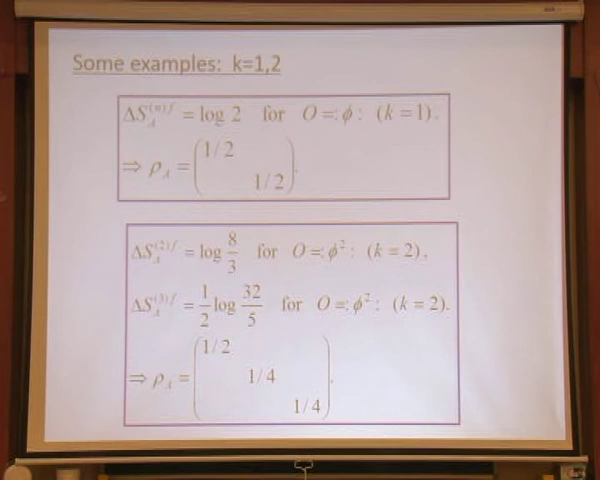 Some examples: k=1,2
ΔS_A^{(n)f} = log 2 for O =: ϕ : (k = 1).
⇒ ρ_A = ( 1/2
1/2 ).
ΔS_A^{(2)f} = log 8/3 for O =: ϕ² : (k = 2),
ΔS_A^{(3)f} = 1/2 log 32/5 for O =: ϕ² : (k = 2).
( 1/2
⇒ ρ_A = 1/4
1/4 ).